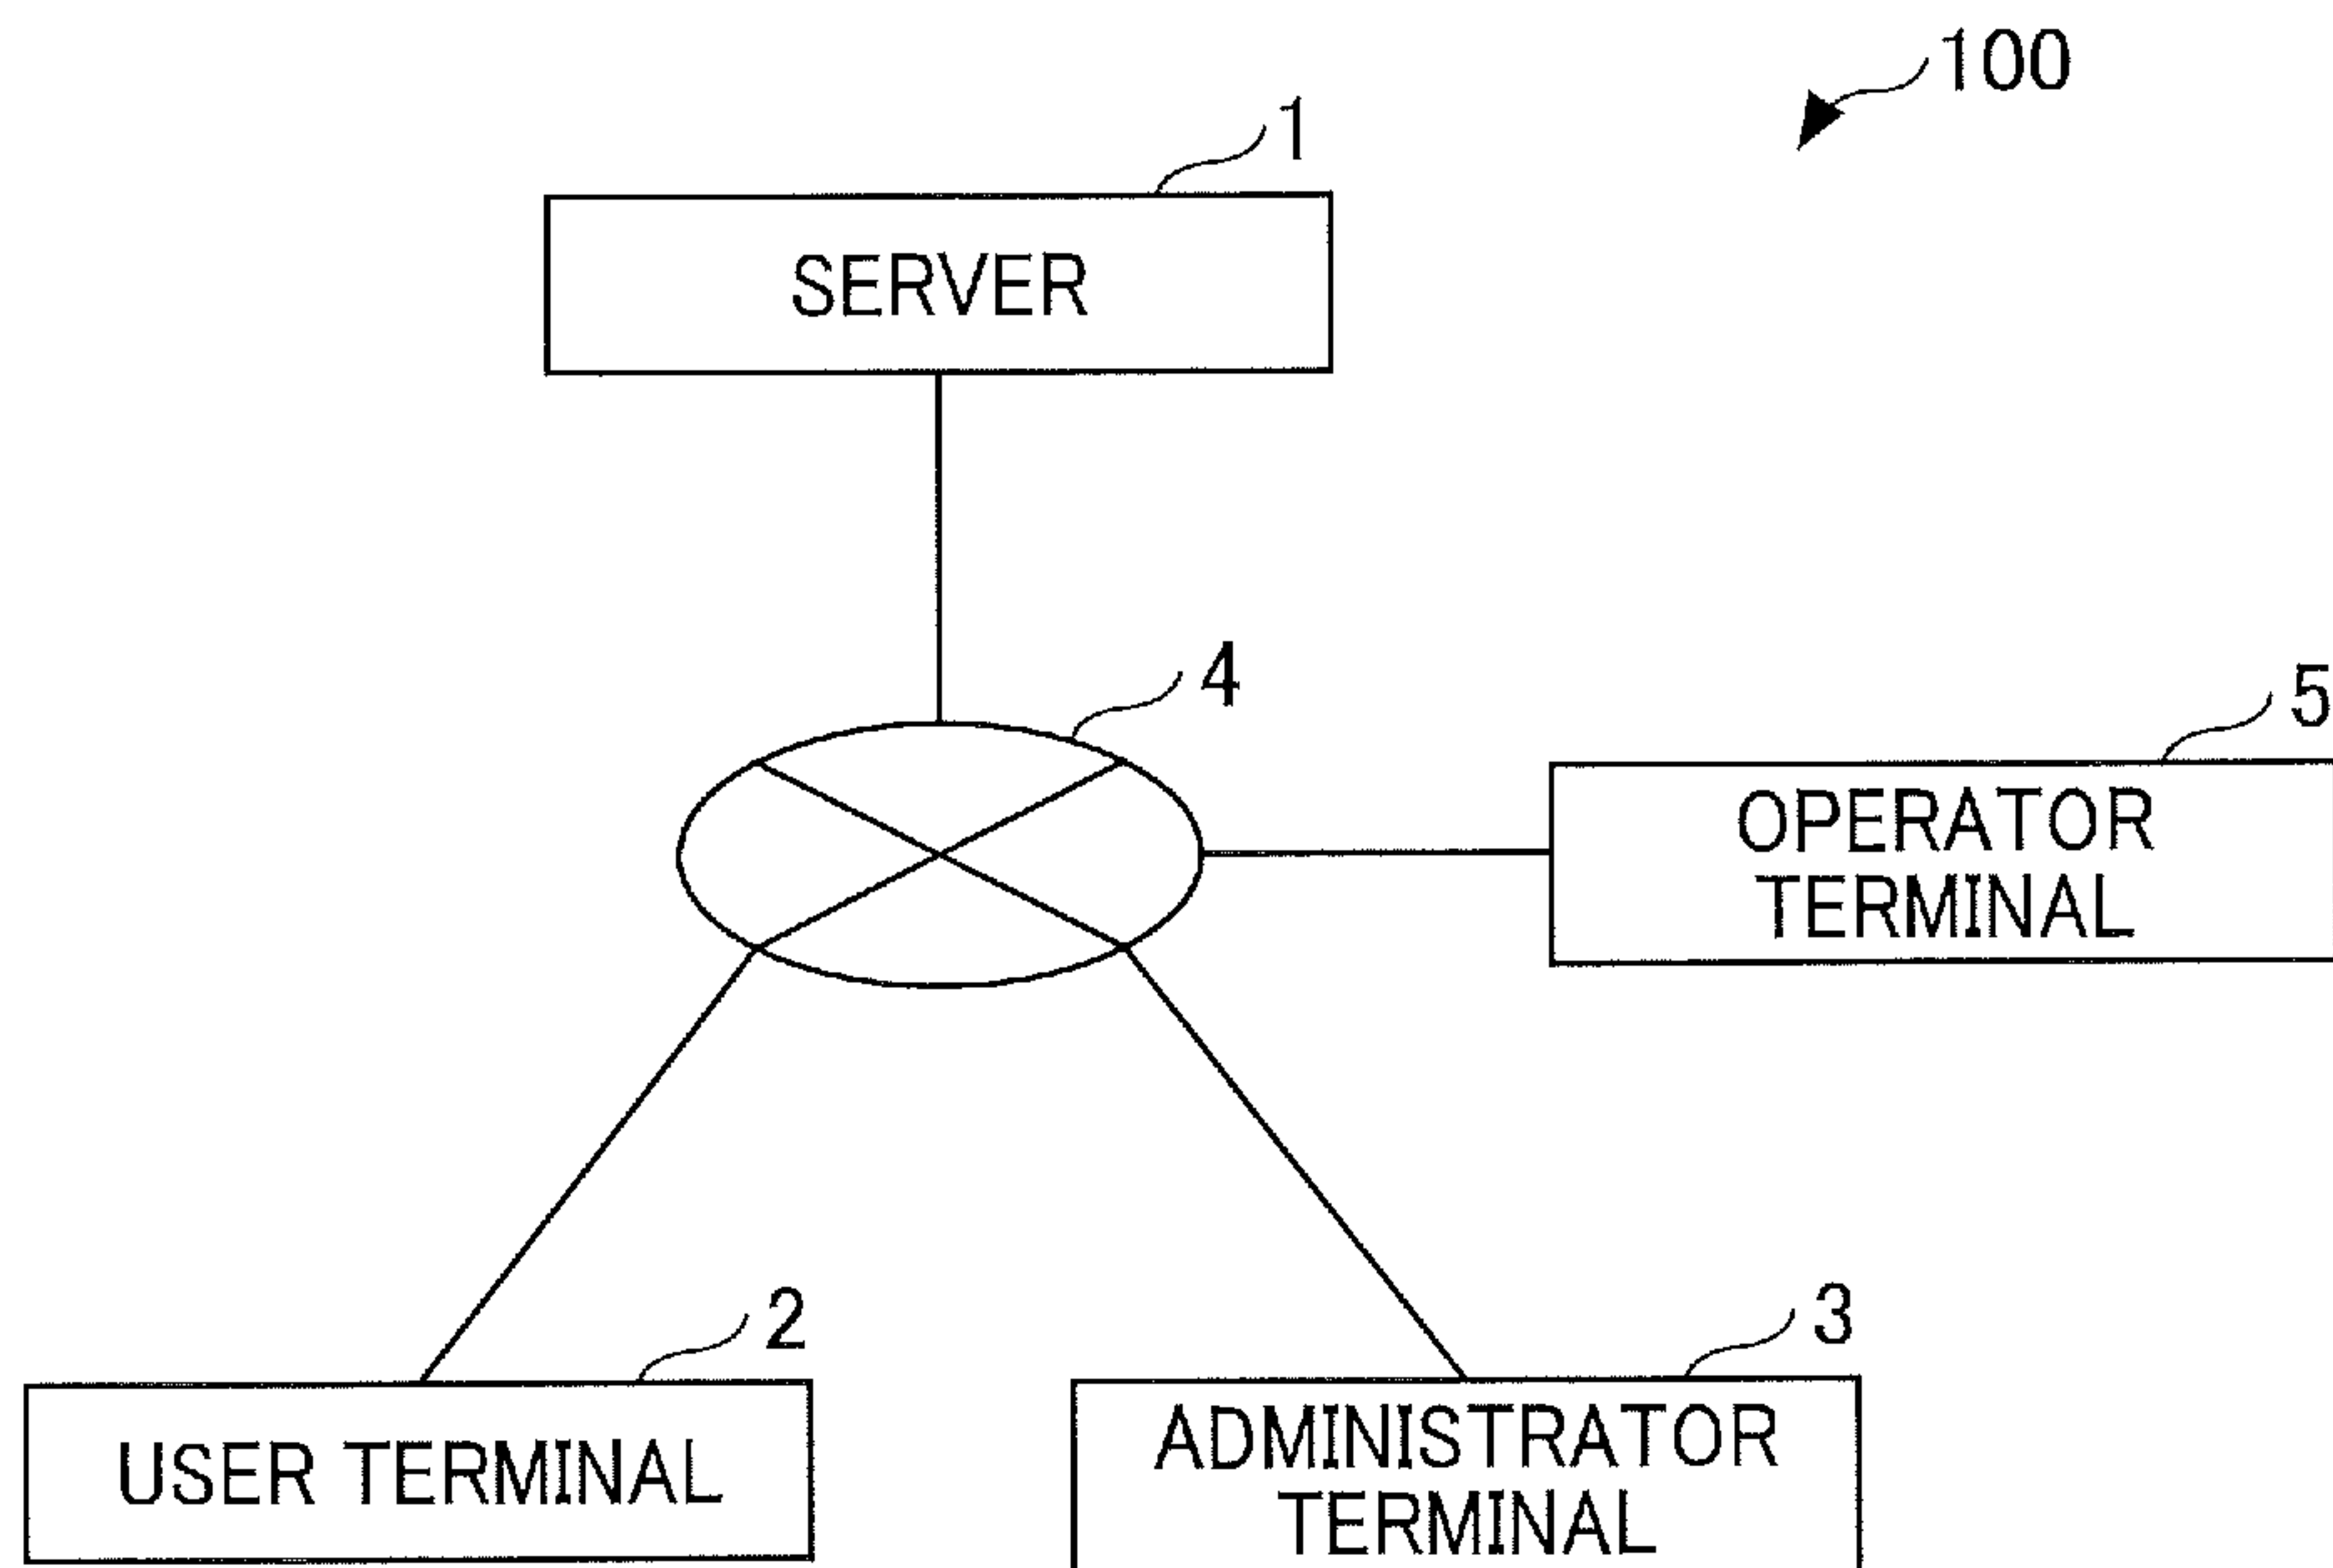 100
1
SERVER
4
5
OPERATOR
TERMINAL
2
USER TERMINAL
3
ADMINISTRATOR
TERMINAL